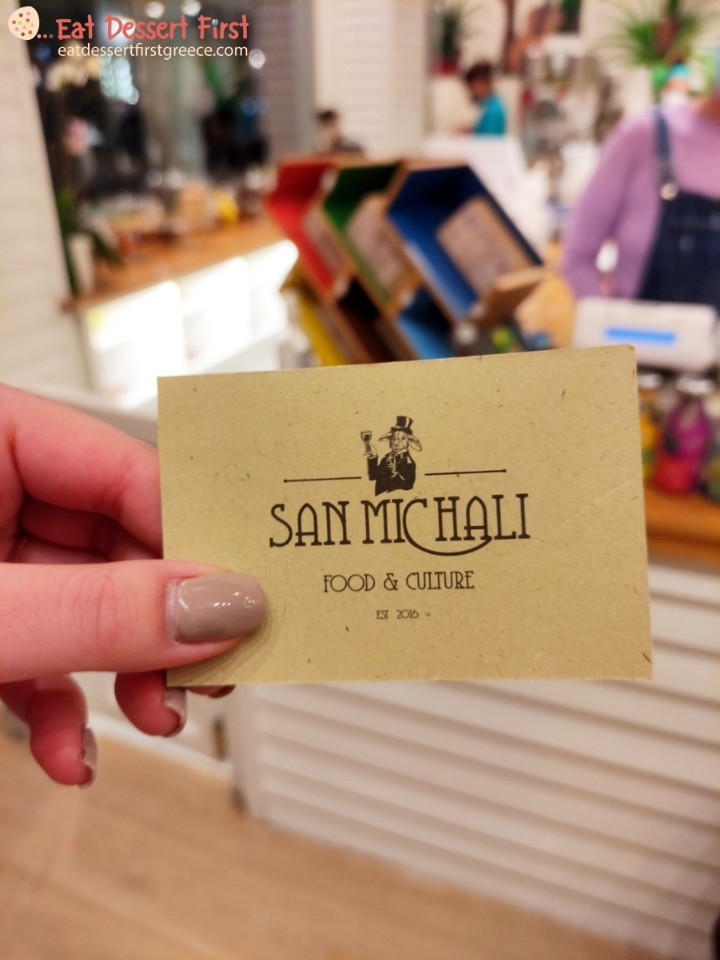 ...Eat Dessert First
eatdessertfirstgreece.com
SAN MICHALI
FOOD & CULTURE
EST 2016